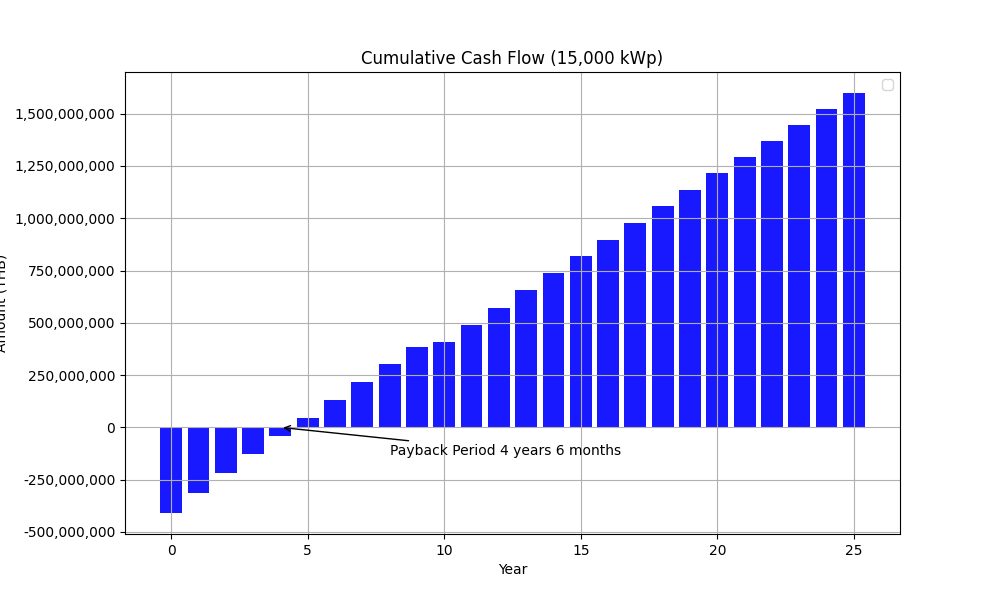 Cumulative Cash Flow (15,000 kWp)
1,500,000,000
1,250,000,000
1,000,000,000
750,000,000
500,000,000
250,000,000
0
-250,000,000
-500,000,000
Amount (THB)
Payback Period 4 years 6 months
0 5 10 15 20 25
Year